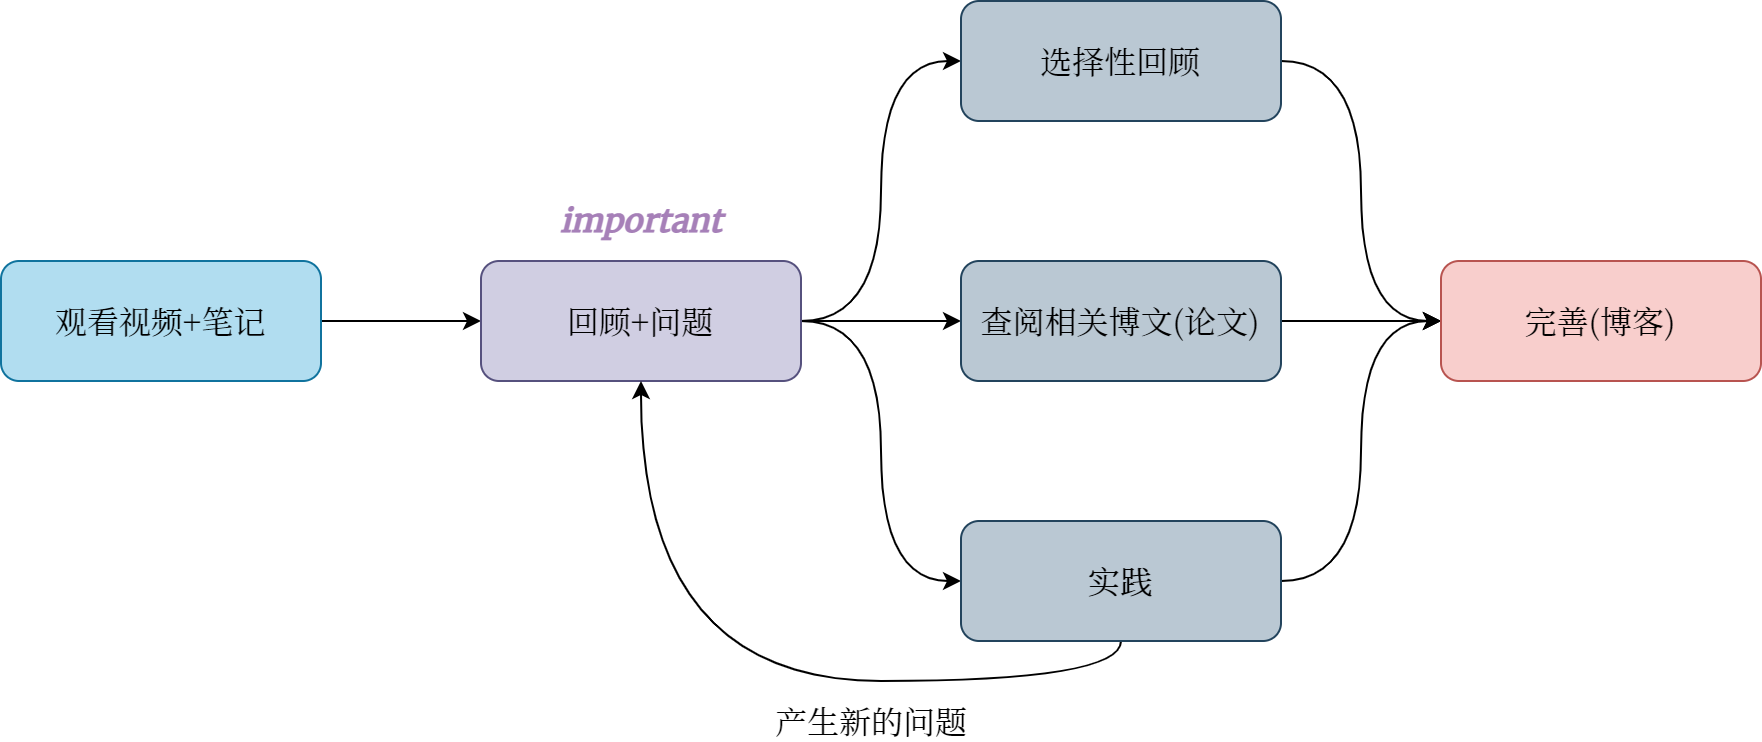 选择性回顾
important
观看视频+笔记
回顾+问题
查阅相关博文(论文)
完善(博客)
实践
产生新的问题